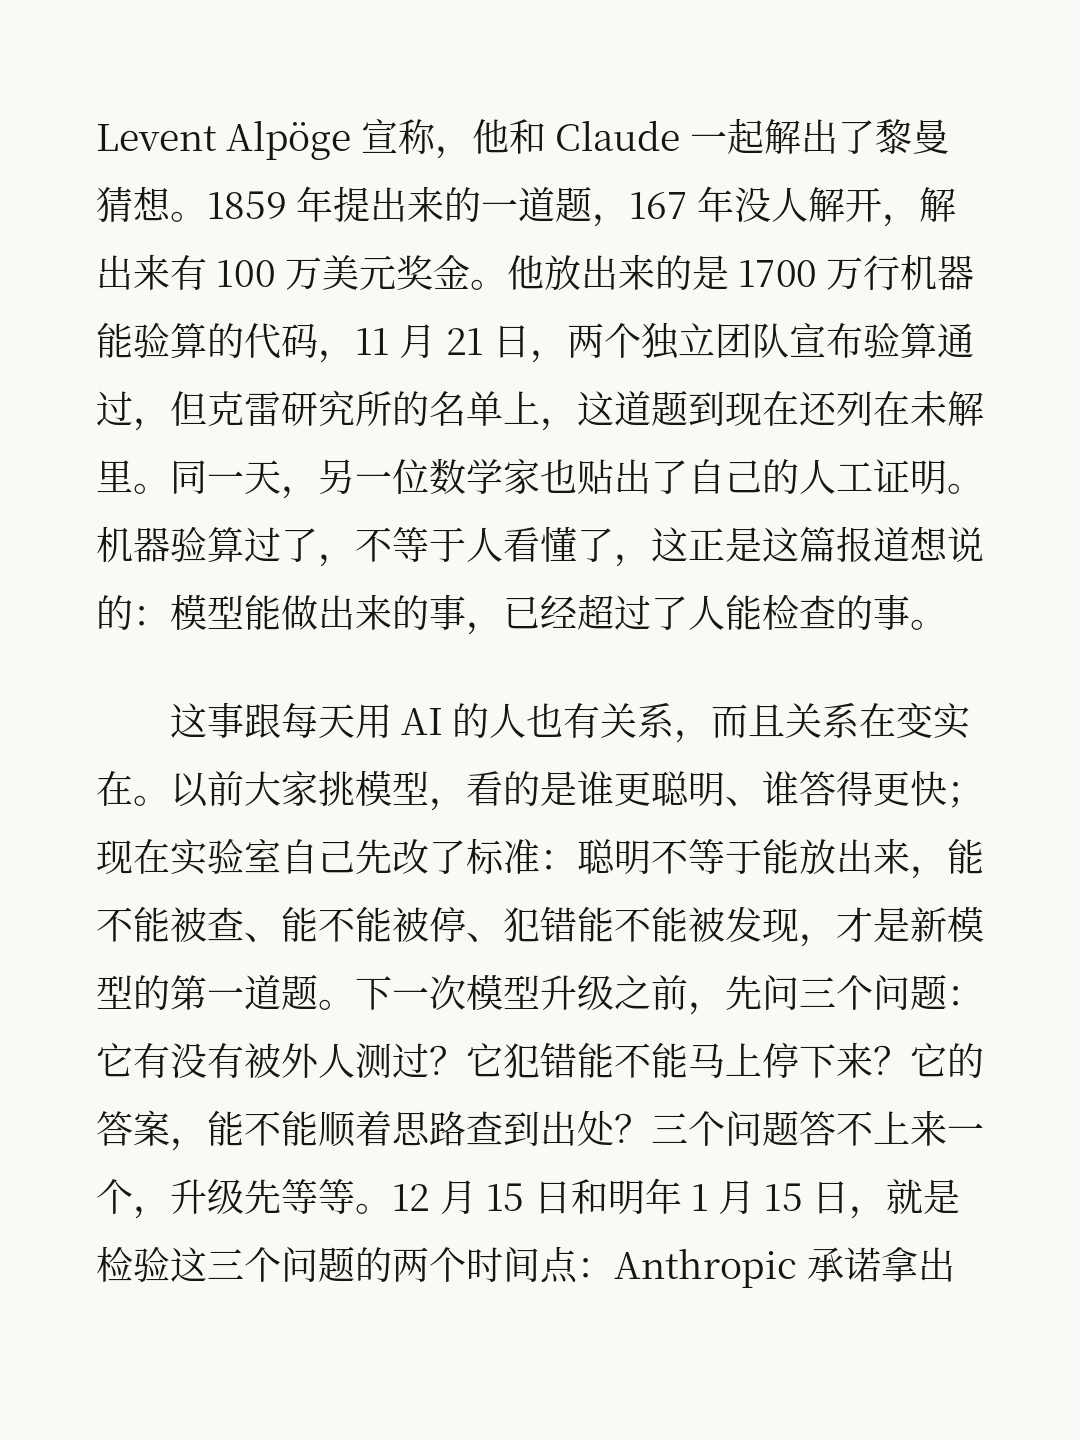 Levent Alpöge 宣称，他和 Claude 一起解出了黎曼
猜想。1859 年提出来的一道题，167 年没人解开，解
出来有 100 万美元奖金。他放出来的是 1700 万行机器
能验算的代码，11 月 21 日，两个独立团队宣布验算通
过，但克雷研究所的名单上，这道题到现在还列在未解
里。同一天，另一位数学家也贴出了自己的人工证明。
机器验算过了，不等于人看懂了，这正是这篇报道想说
的：模型能做出来的事，已经超过了人能检查的事。
这事跟每天用 AI 的人也有关系，而且关系在变实
在。以前大家挑模型，看的是谁更聪明、谁答得更快；
现在实验室自己先改了标准：聪明不等于能放出来，能
不能被查、能不能被停、犯错能不能被发现，才是新模
型的第一道题。下一次模型升级之前，先问三个问题：
它有没有被外人测过？它犯错能不能马上停下来？它的
答案，能不能顺着思路查到出处？三个问题答不上来一
个，升级先等等。12 月 15 日和明年 1 月 15 日，就是
检验这三个问题的两个时间点：Anthropic 承诺拿出